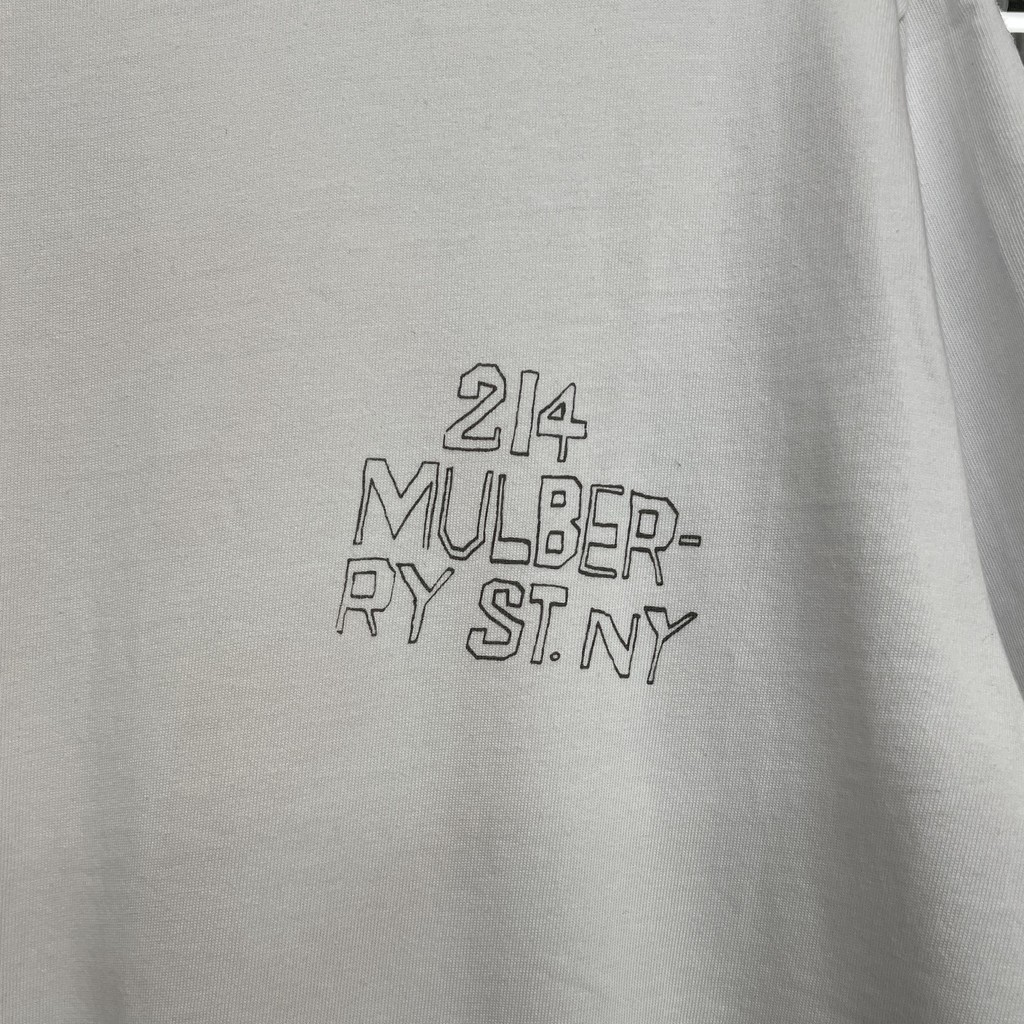 214
MULBER-
RY ST. NY